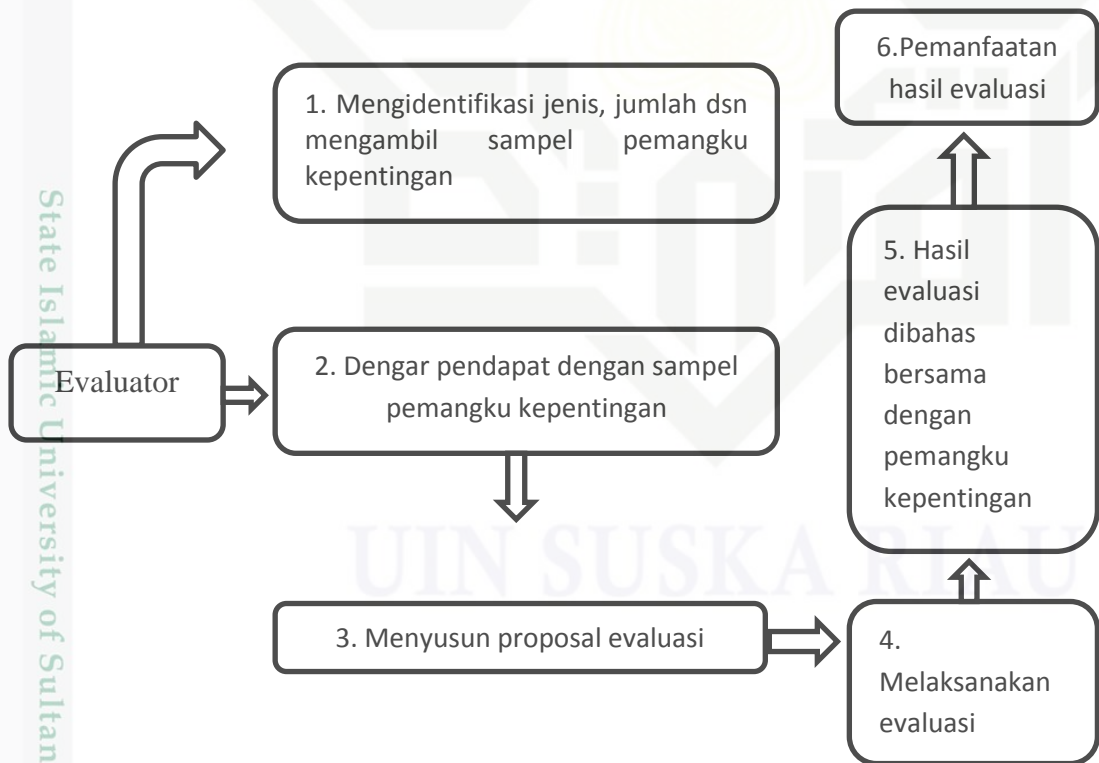 6.Pemanfaatan
hasil evaluasi
1. Mengidentifikasi jenis, jumlah dsn
mengambil sampel pemangku
kepentingan
5. Hasil
evaluasi
dibahas
bersama
dengan
pemangku
kepentingan
Evaluator
2. Dengar pendapat dengan sampel
pemangku kepentingan
3. Menyusun proposal evaluasi
4.
Melaksanakan
evaluasi
State Islamic University of Sultan
UIN SUSKA RIAU